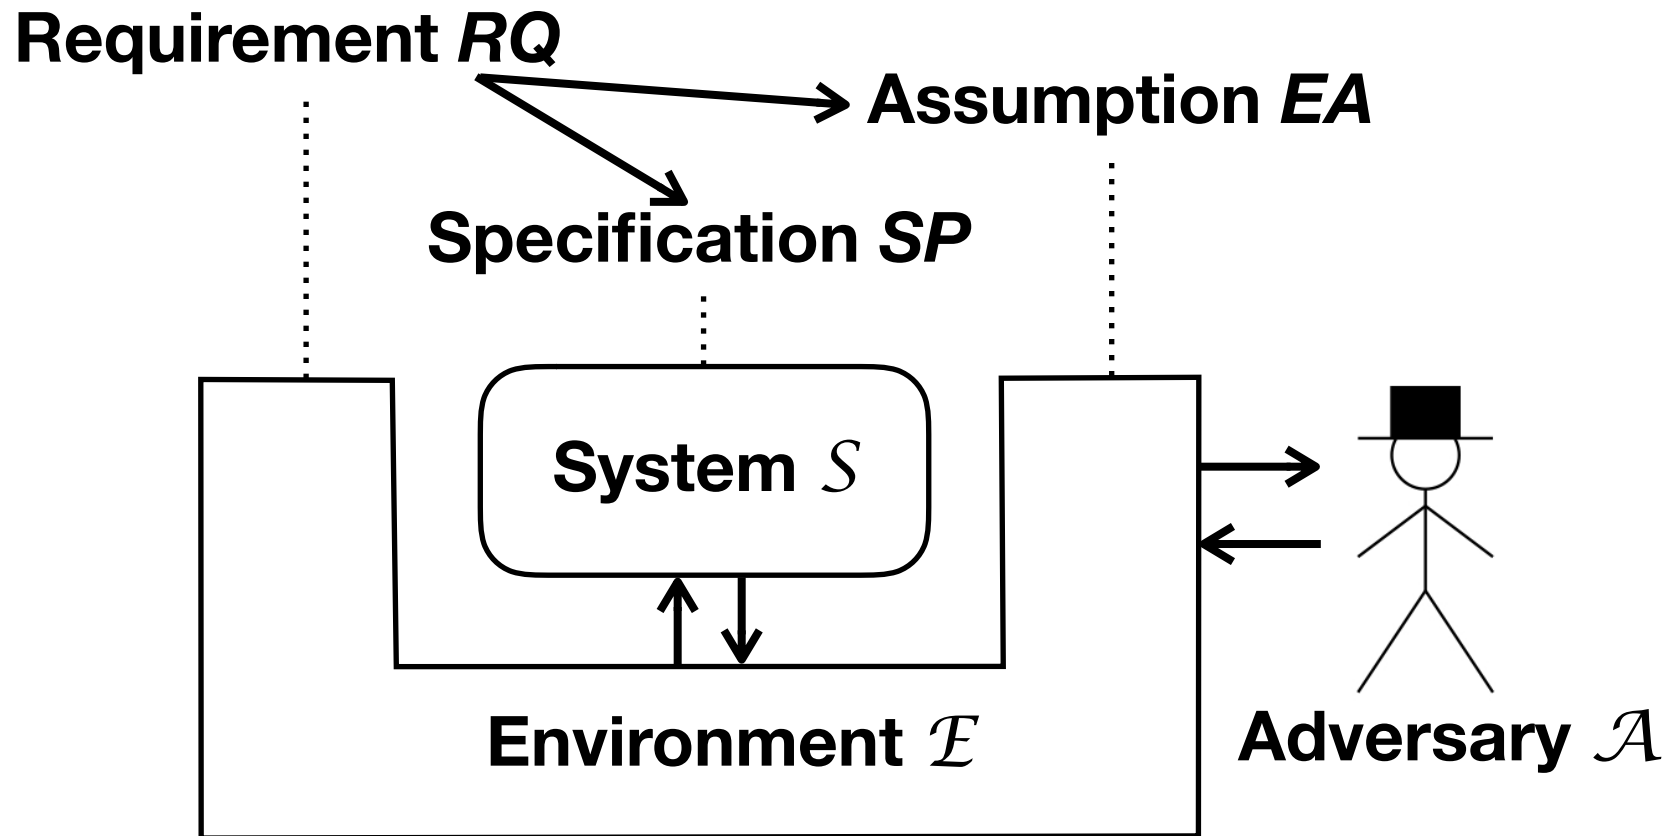 Requirement RQ
Assumption EA
Specification SP
System 𝒮
Environment ℰ
Adversary 𝒜